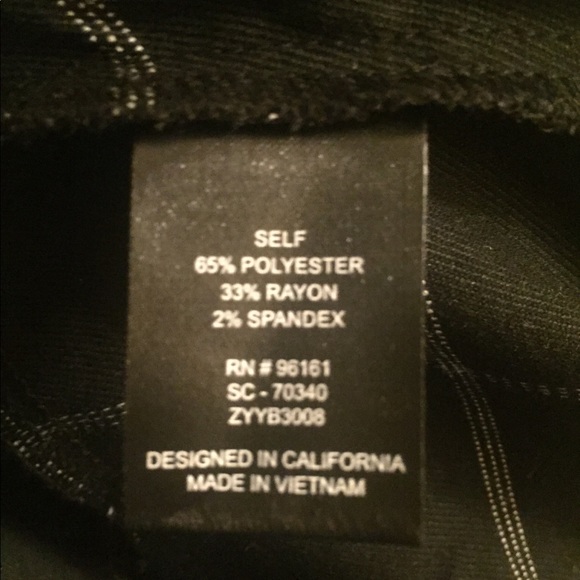 SELF
65% POLYESTER
33% RAYON
2% SPANDEX
RN # 96161
SC - 70340
ZYYB3008
DESIGNED IN CALIFORNIA
MADE IN VIETNAM